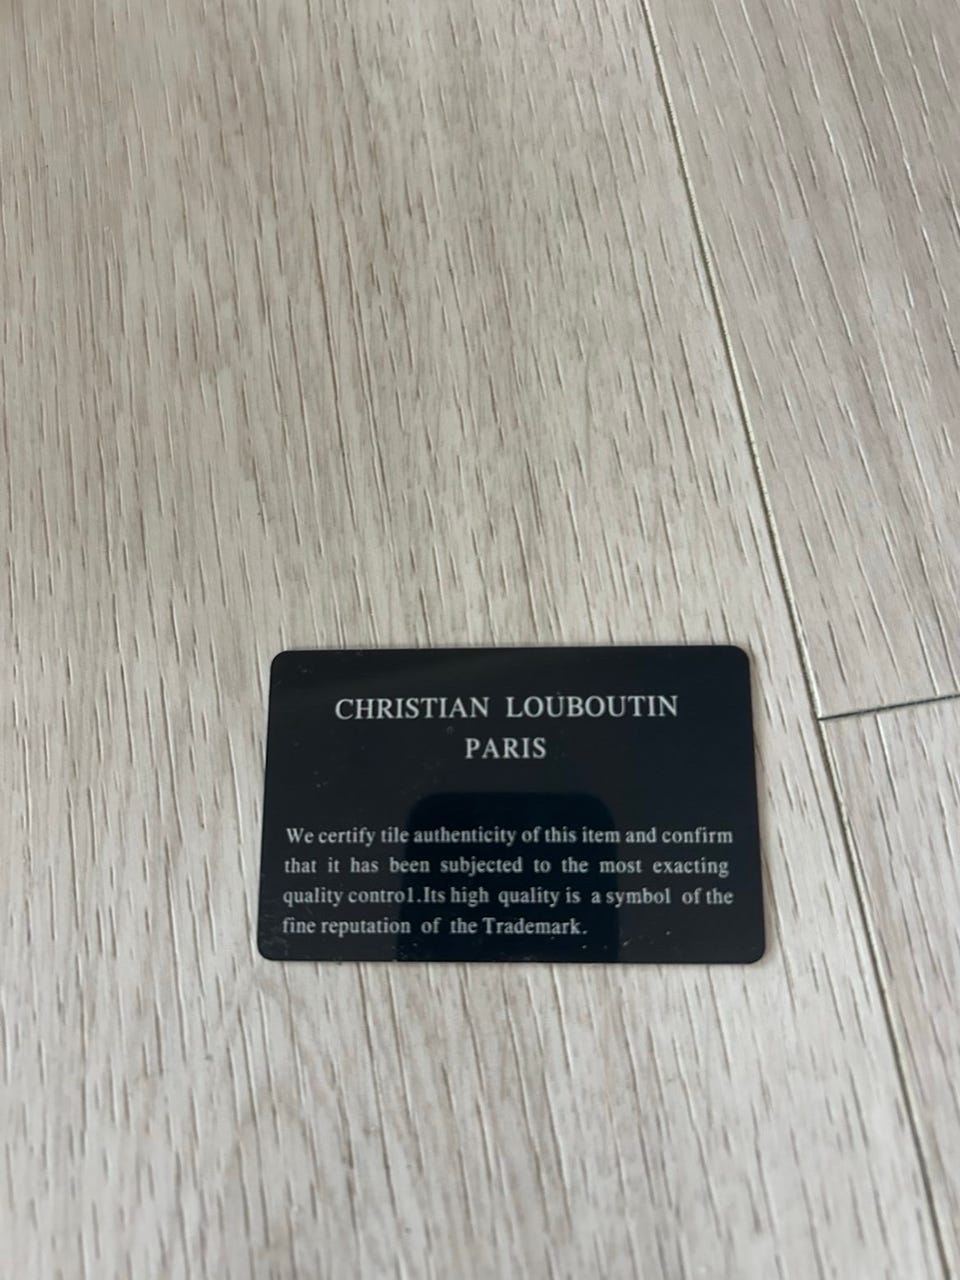 CHRISTIAN LOUBOUTIN
PARIS
We certify tile authenticity of this item and confirm
that it has been subjected to the most exacting
quality contro1.Its high quality is a symbol of the
fine reputation of the Trademark.